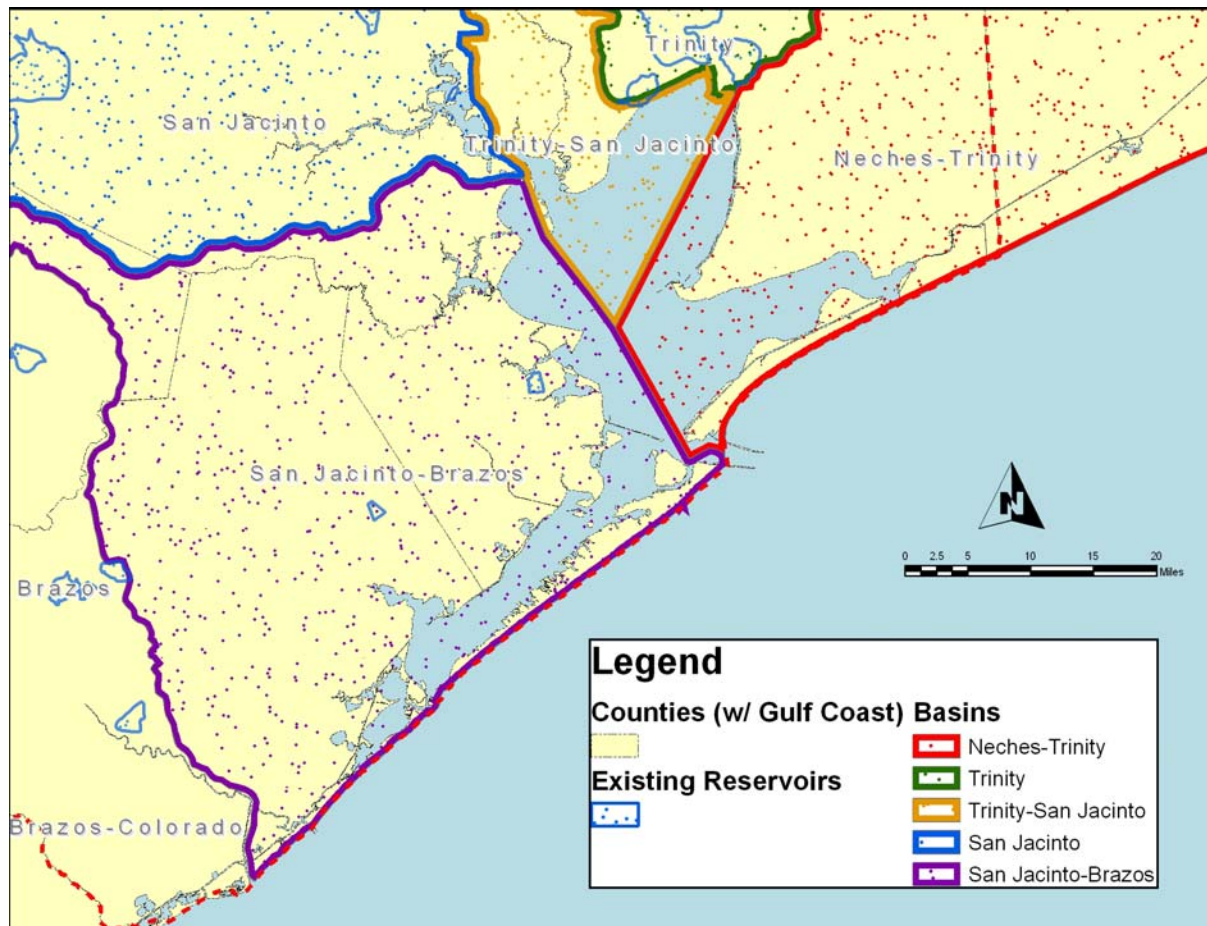 Trinity
San Jacinto
Trinity-San Jacinto
Neches-Trinity
San Jacinto-Brazos
Brazos
Brazos-Colorado
N
0 2.5 5 10 15 20
Miles
Legend
Counties (w/ Gulf Coast) Basins
Neches-Trinity
Existing Reservoirs
Trinity
Trinity-San Jacinto
San Jacinto
San Jacinto-Brazos